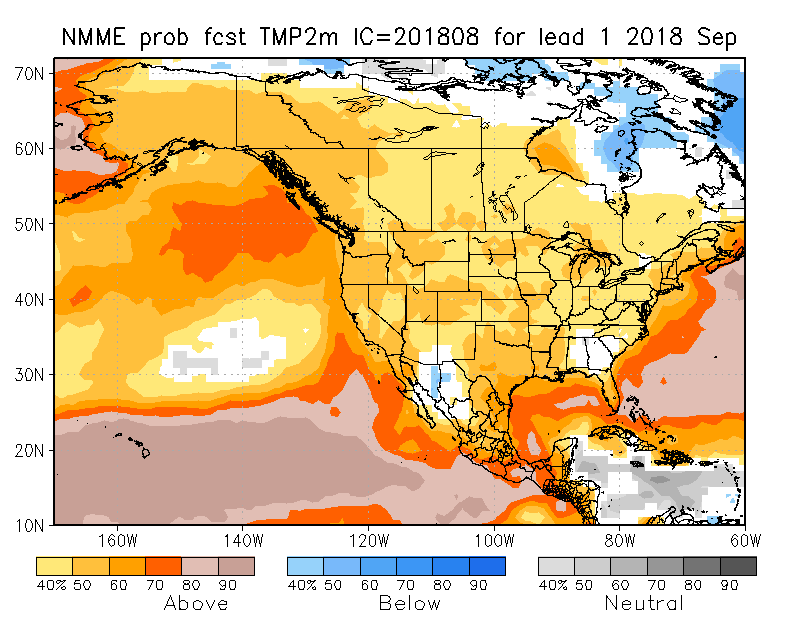 NMME prob fcst TMP2m IC=201808 for lead 1 2018 Sep
70N
60N
50N
40N
30N
20N
10N
160W 140W 120W 100W 80W 60W
40% 50 60 70 80 90 40% 50 60 70 80 90 40% 50 60 70 80 90
Above Below Neutral